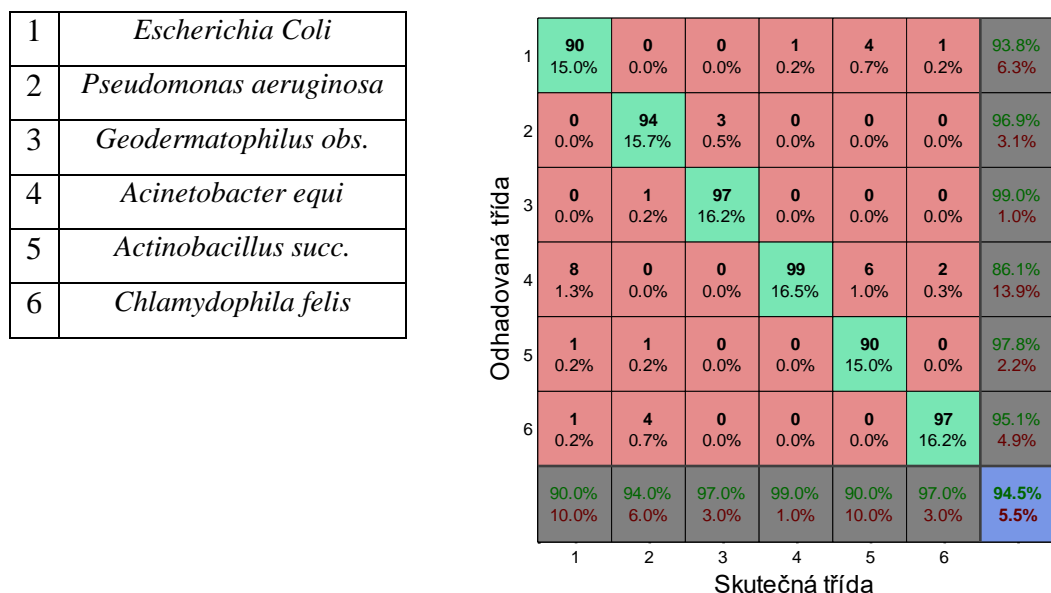 1 Escherichia Coli
2 Pseudomonas aeruginosa
3 Geodermatophilus obs.
4 Acinetobacter equi
5 Actinobacillus succ.
6 Chlamydophila felis
Odhadovaná třída
1 90 0 0 1 4 1 93.8%
15.0% 0.0% 0.0% 0.2% 0.7% 0.2% 6.3%
2 0 94 3 0 0 0 96.9%
0.0% 15.7% 0.5% 0.0% 0.0% 0.0% 3.1%
3 0 1 97 0 0 0 99.0%
0.0% 0.2% 16.2% 0.0% 0.0% 0.0% 1.0%
4 8 0 0 99 6 2 86.1%
1.3% 0.0% 0.0% 16.5% 1.0% 0.3% 13.9%
5 1 1 0 0 90 0 97.8%
0.2% 0.2% 0.0% 0.0% 15.0% 0.0% 2.2%
6 1 4 0 0 0 97 95.1%
0.2% 0.7% 0.0% 0.0% 0.0% 16.2% 4.9%
90.0% 94.0% 97.0% 99.0% 90.0% 97.0% 94.5%
10.0% 6.0% 3.0% 1.0% 10.0% 3.0% 5.5%
1 2 3 4 5 6
Skutečná třída